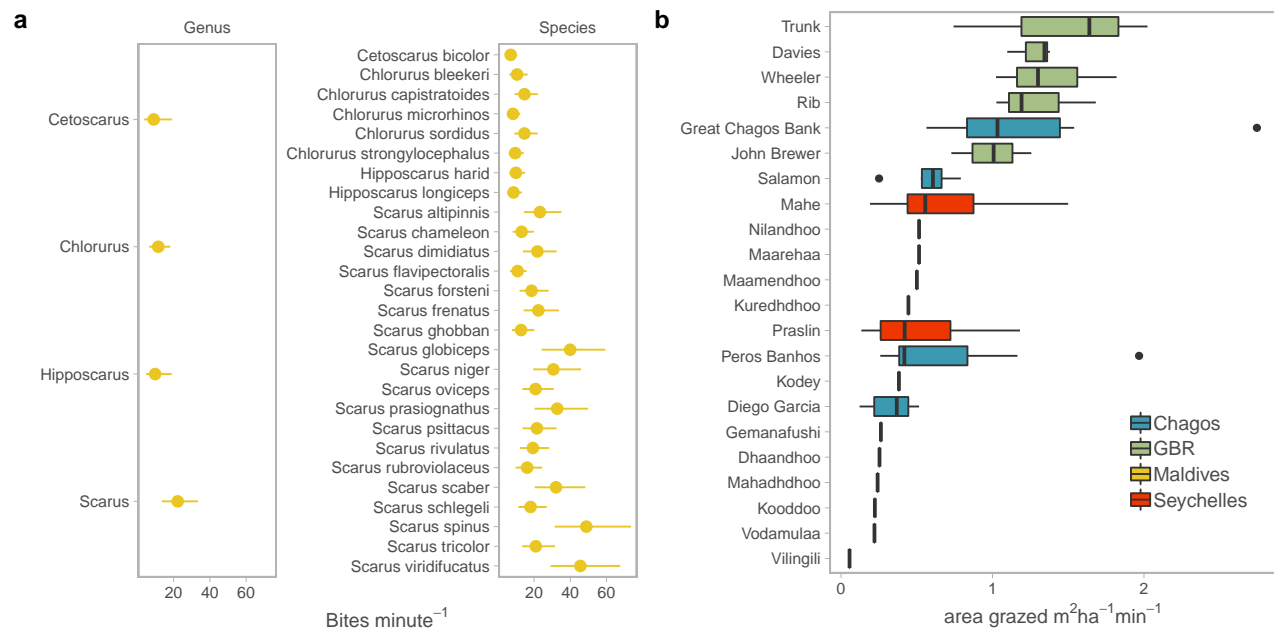 a
Genus
Cetoscarus
Chlorurus
Hipposcarus
Scarus
20 40 60
Species
Cetoscarus bicolor
Chlorurus bleekeri
Chlorurus capistratoides
Chlorurus microrhinos
Chlorurus sordidus
Chlorurus strongylocephalus
Hipposcarus harid
Hipposcarus longiceps
Scarus altipinnis
Scarus chameleon
Scarus dimidiatus
Scarus flavipectoralis
Scarus forsteni
Scarus frenatus
Scarus ghobban
Scarus globiceps
Scarus niger
Scarus oviceps
Scarus prasiognathus
Scarus psittacus
Scarus rivulatus
Scarus rubroviolaceus
Scarus scaber
Scarus schlegeli
Scarus spinus
Scarus tricolor
Scarus viridifucatus
20 40 60
Bites minute⁻¹
b
Trunk
Davies
Wheeler
Rib
Great Chagos Bank
John Brewer
Salamon
Mahe
Nilandhoo
Maarehaa
Maamendhoo
Kuredhdhoo
Praslin
Peros Banhos
Kodey
Diego Garcia
Gemanafushi
Dhaandhoo
Mahadhdhoo
Kooddoo
Vodamulaa
Vilingili
Chagos
GBR
Maldives
Seychelles
0 1 2
area grazed m²ha⁻¹min⁻¹